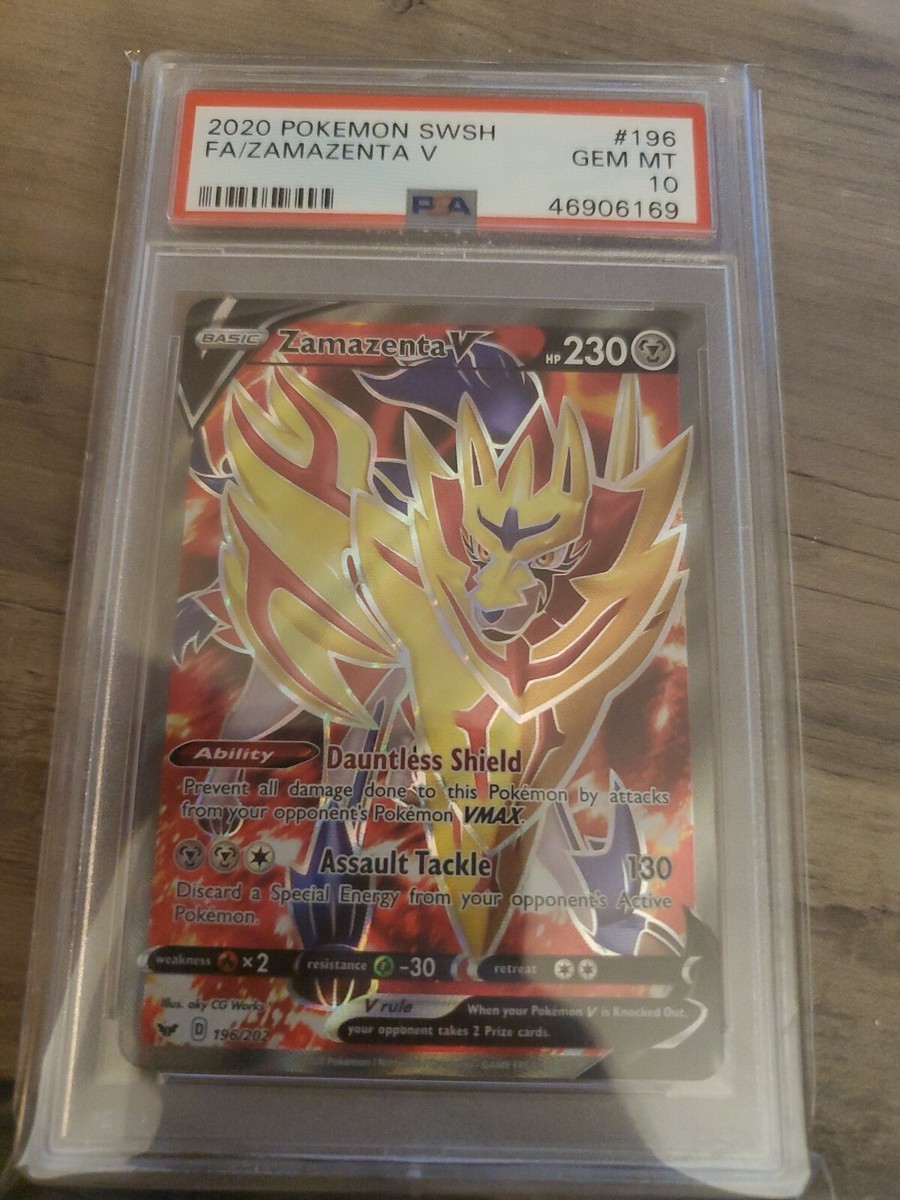 2020 POKEMON SWSH #196
FA/ZAMAZENTA V GEM MT
10
PSA 46906169
BASIC Zamazenta V HP 230
Ability Dauntless Shield
Prevent all damage done to this Pokémon by attacks
from your opponent's Pokémon VMAX.
Assault Tackle 130
Discard a Special Energy from your opponent's Active
Pokémon.
weakness ×2 resistance -30 retreat
Illus. aky CG Works V rule When your Pokémon V is Knocked Out,
your opponent takes 2 Prize cards.
D 196/202
Pokémon